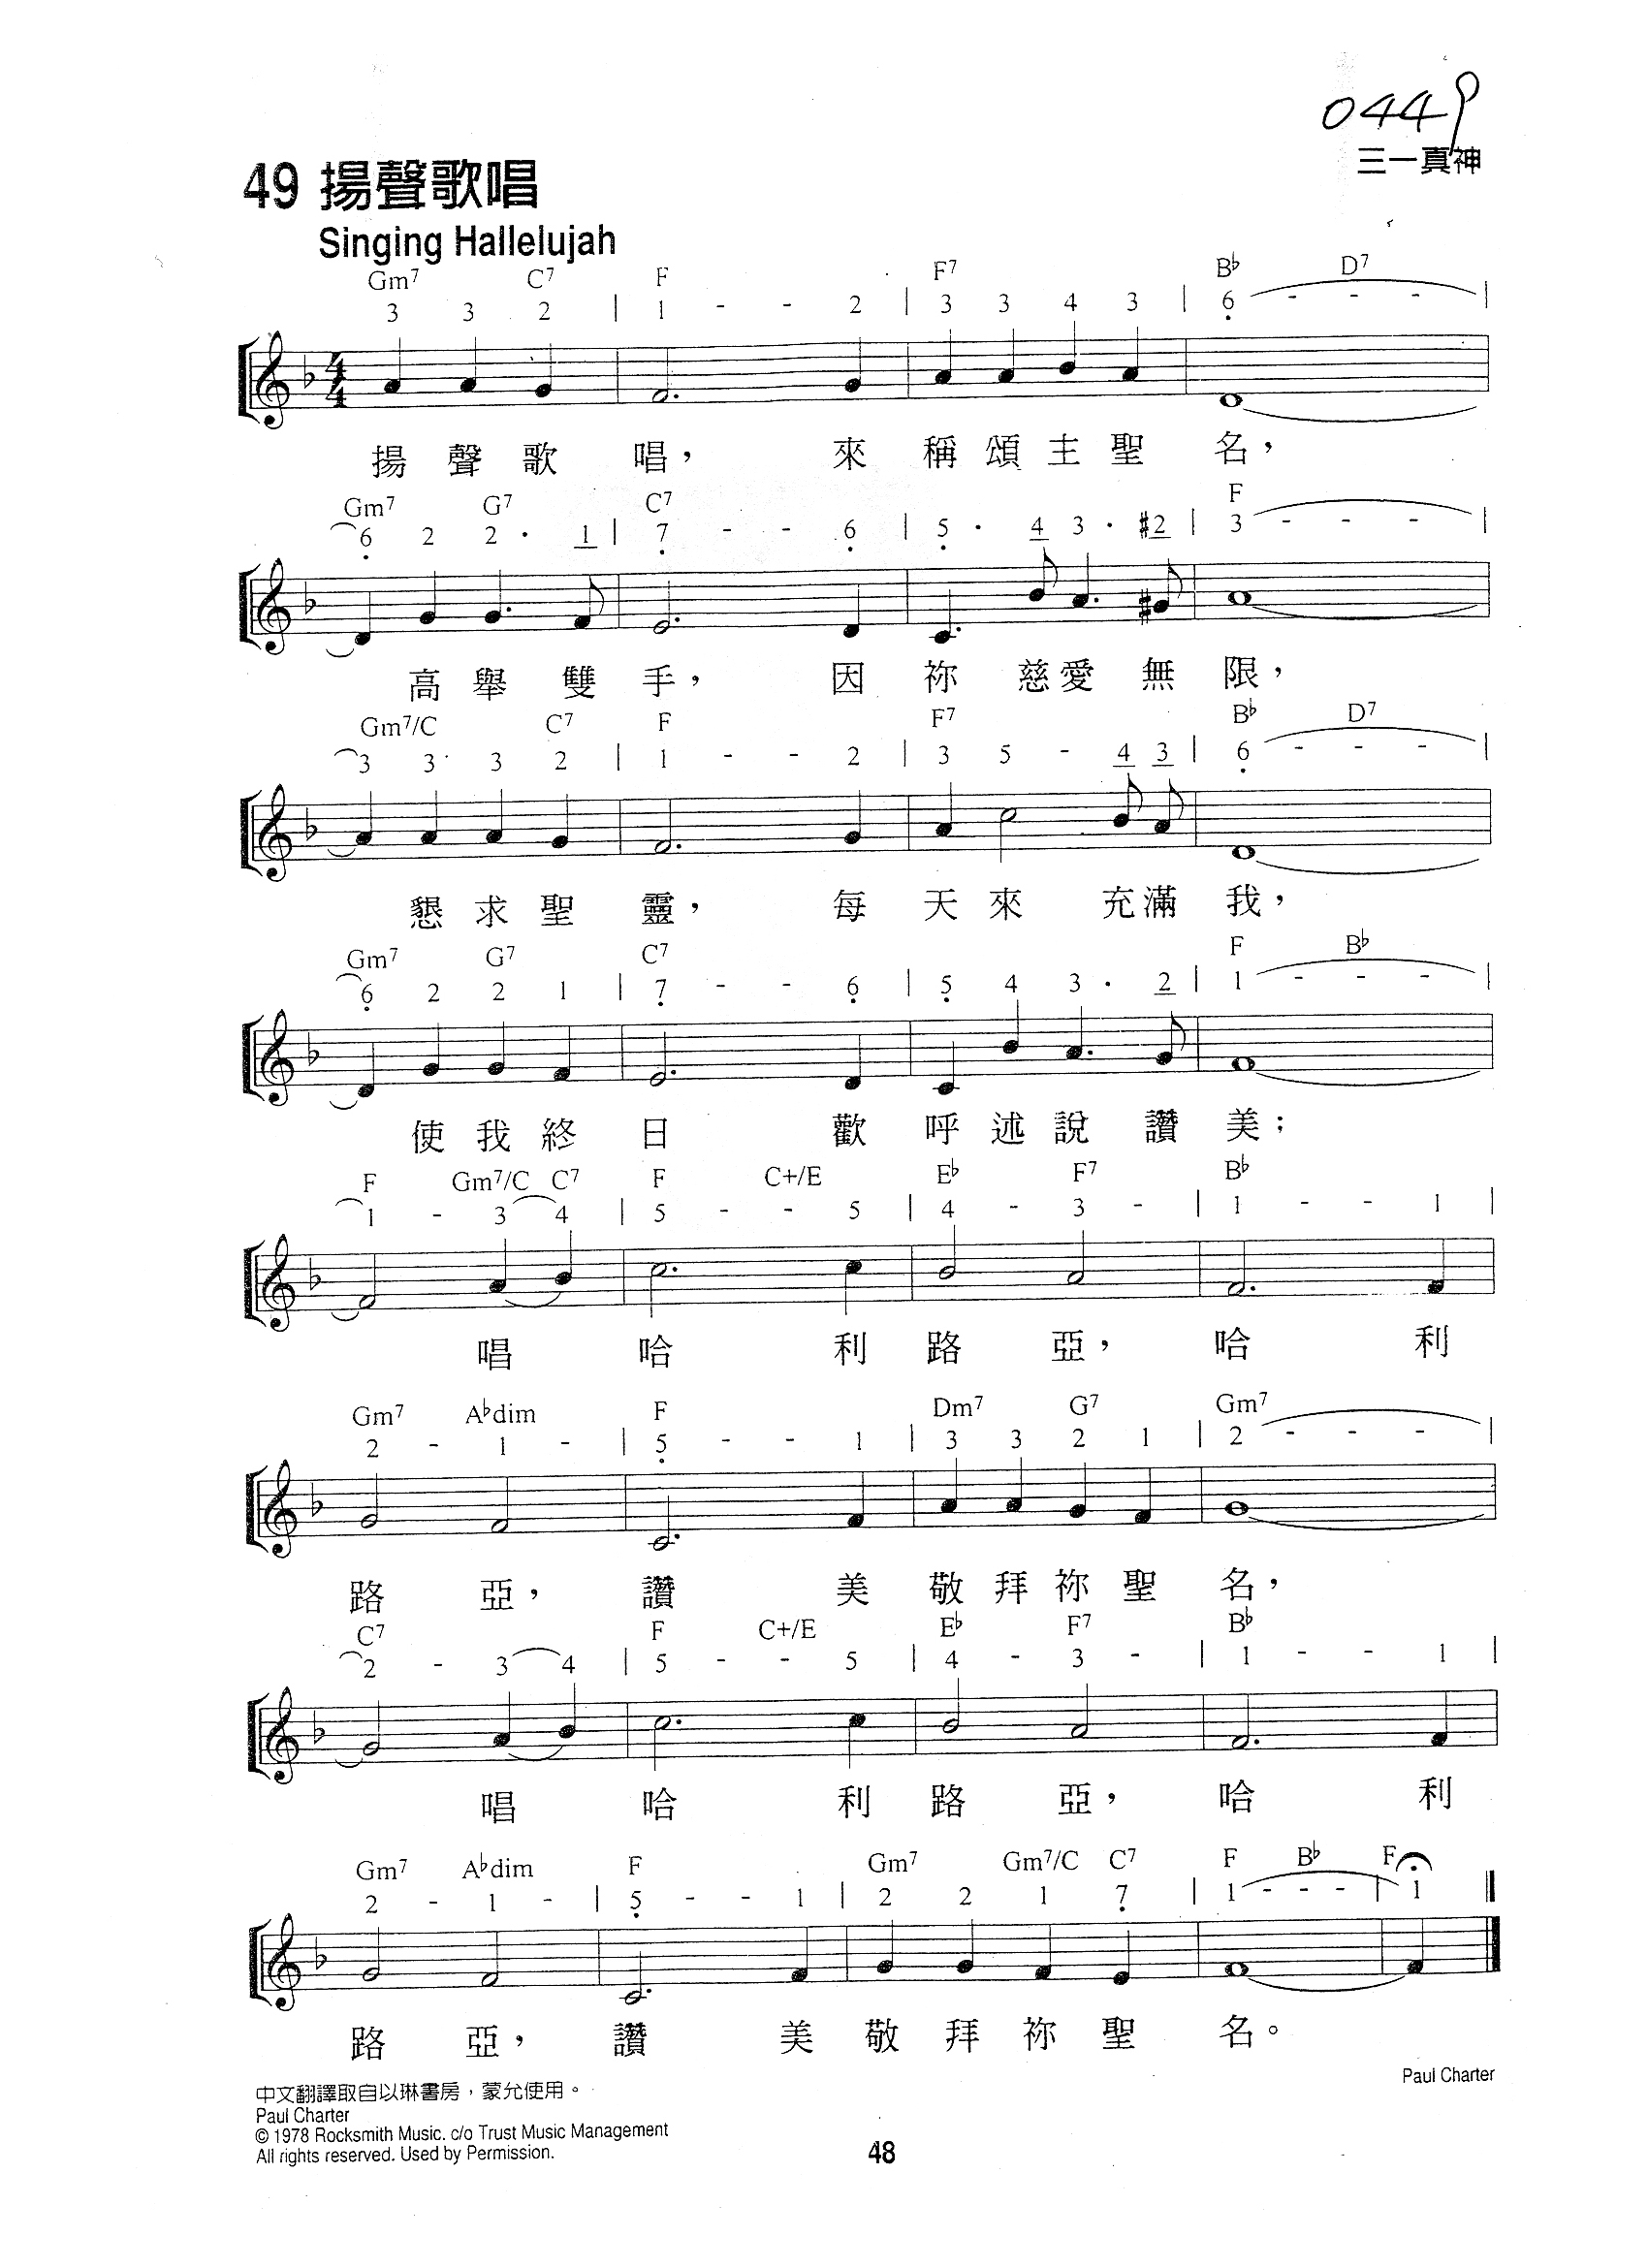 0449
三一真神
49 揚聲歌唱
Singing Hallelujah
Gm7 C7 F F7 B♭ D7
3 3 2 | 1 - - 2 | 3 3 4 3 | 6̣ - - - |
4/4
揚 聲 歌 唱， 來 稱 頌 主 聖 名，
Gm7 G7 C7 F
6̣ 2 2 · 1 | 7̣ - - 6̣ | 5̣ · 4 3 · #2 | 3 - - - |
高 舉 雙 手， 因 祢 慈 愛 無 限，
Gm7/C C7 F F7 B♭ D7
3 3 3 2 | 1 - - 2 | 3 5 - 4 3 | 6̣ - - - |
懇 求 聖 靈， 每 天 來 充 滿 我，
Gm7 G7 C7 F B♭
6̣ 2 2 1 | 7̣ - - 6̣ | 5̣ 4 3 · 2 | 1 - - - |
使 我 終 日 歡 呼 述 說 讚 美；
F Gm7/C C7 F C+/E E♭ F7 B♭
1 - 3 4 | 5 - - 5 | 4 - 3 - | 1 - - 1 |
唱 哈 利 路 亞， 哈 利
Gm7 A♭dim F Dm7 G7 Gm7
2 - 1 - | 5̣ - - 1 | 3 3 2 1 | 2 - - - |
路 亞， 讚 美 敬 拜 祢 聖 名，
C7 F C+/E E♭ F7 B♭
2 - 3 4 | 5 - - 5 | 4 - 3 - | 1 - - 1 |
唱 哈 利 路 亞， 哈 利
Gm7 A♭dim F Gm7 Gm7/C C7 F B♭ F
2 - 1 - | 5̣ - - 1 | 2 2 1 7̣ | 1 - - - | 1 ‖
路 亞， 讚 美 敬 拜 祢 聖 名。
Paul Charter
中文翻譯取自以琳書房，蒙允使用。
Paul Charter
© 1978 Rocksmith Music. c/o Trust Music Management
All rights reserved. Used by Permission.
48